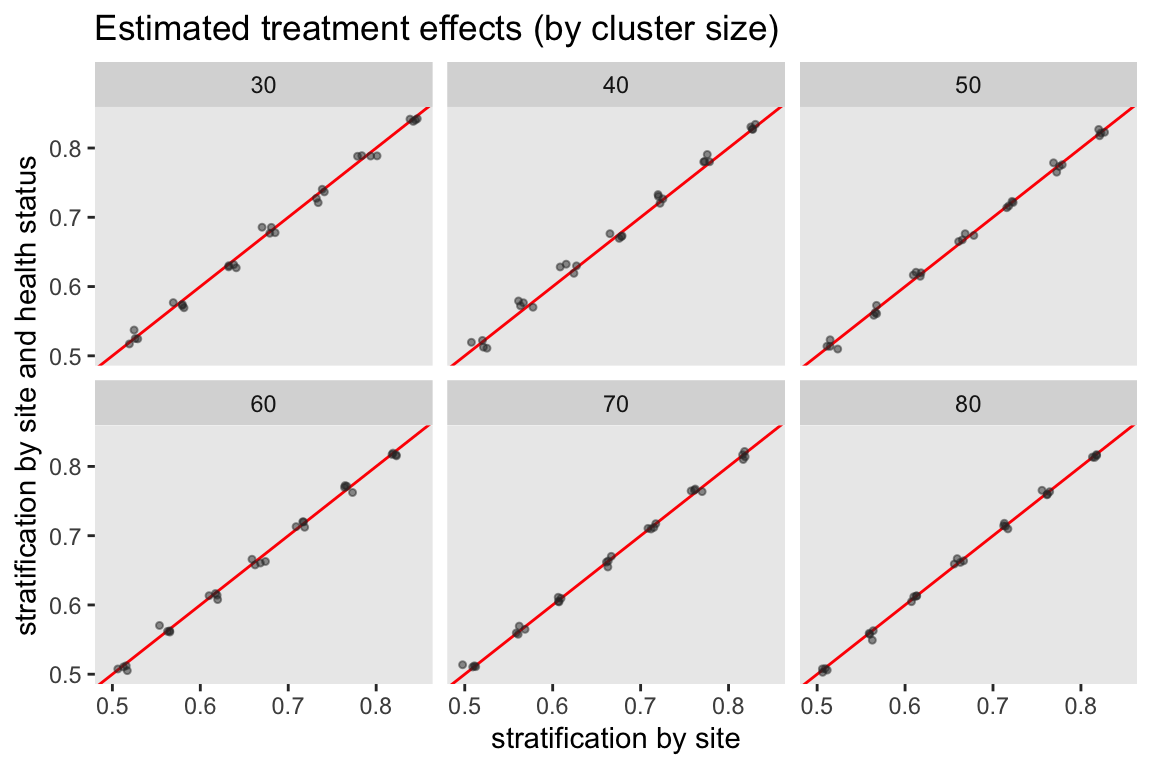 Estimated treatment effects (by cluster size)
30 40 50
0.8
0.7
0.6
0.5
60 70 80
0.8
0.7
0.6
0.5
stratification by site and health status
0.5 0.6 0.7 0.8 0.5 0.6 0.7 0.8 0.5 0.6 0.7 0.8
stratification by site